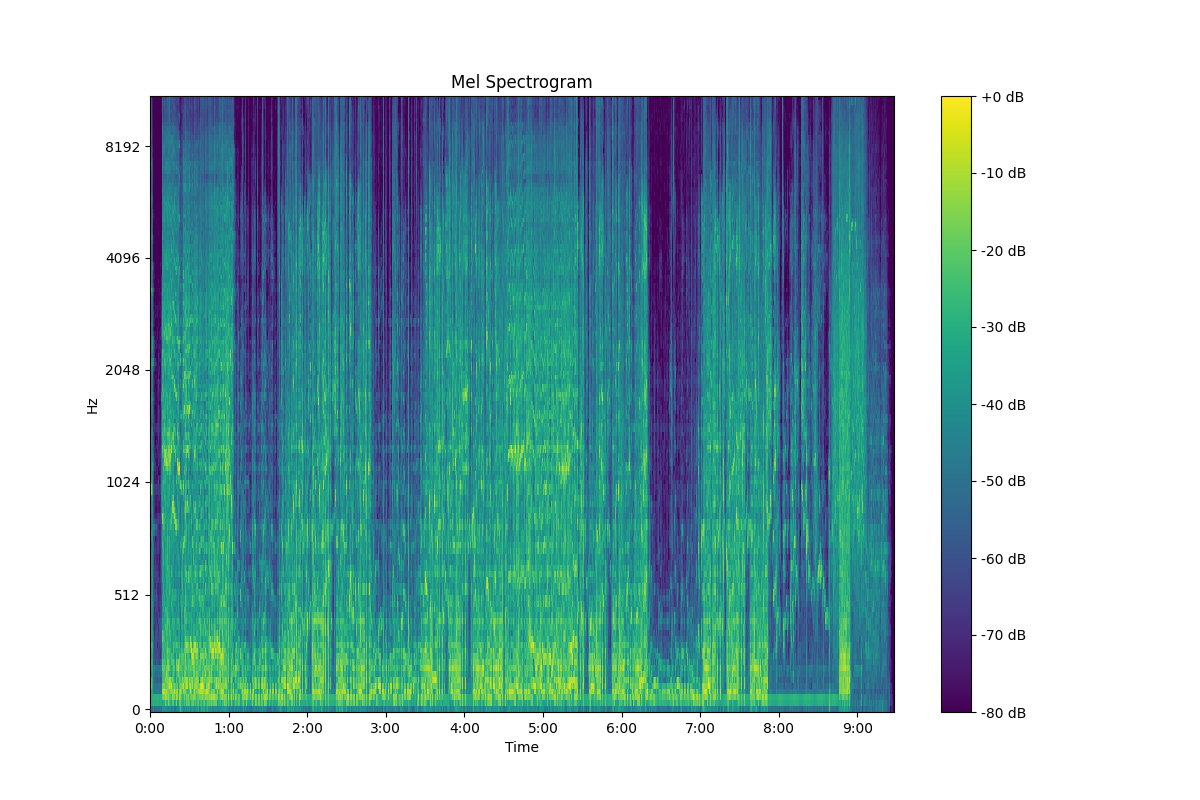 Mel Spectrogram
Hz
8192
4096
2048
1024
512
0
0:00 1:00 2:00 3:00 4:00 5:00 6:00 7:00 8:00 9:00
Time
+0 dB
-10 dB
-20 dB
-30 dB
-40 dB
-50 dB
-60 dB
-70 dB
-80 dB